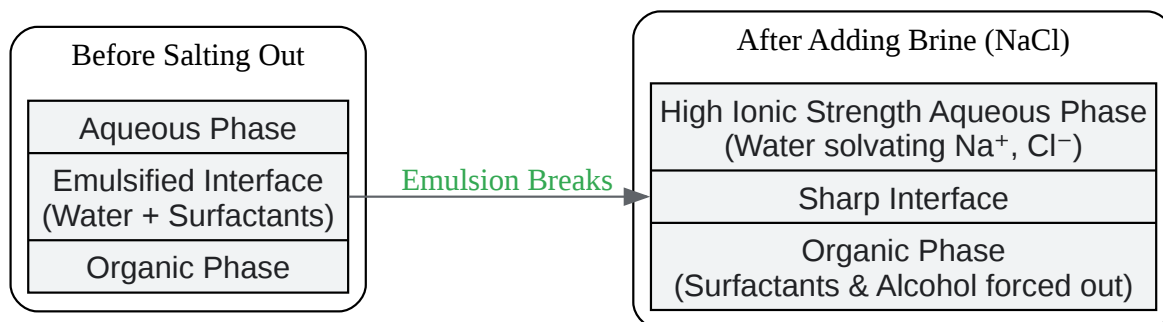 Before Salting Out
Aqueous Phase
Emulsified Interface
(Water + Surfactants)
Organic Phase
Emulsion Breaks
After Adding Brine (NaCl)
High Ionic Strength Aqueous Phase
(Water solvating Na⁺, Cl⁻)
Sharp Interface
Organic Phase
(Surfactants & Alcohol forced out)